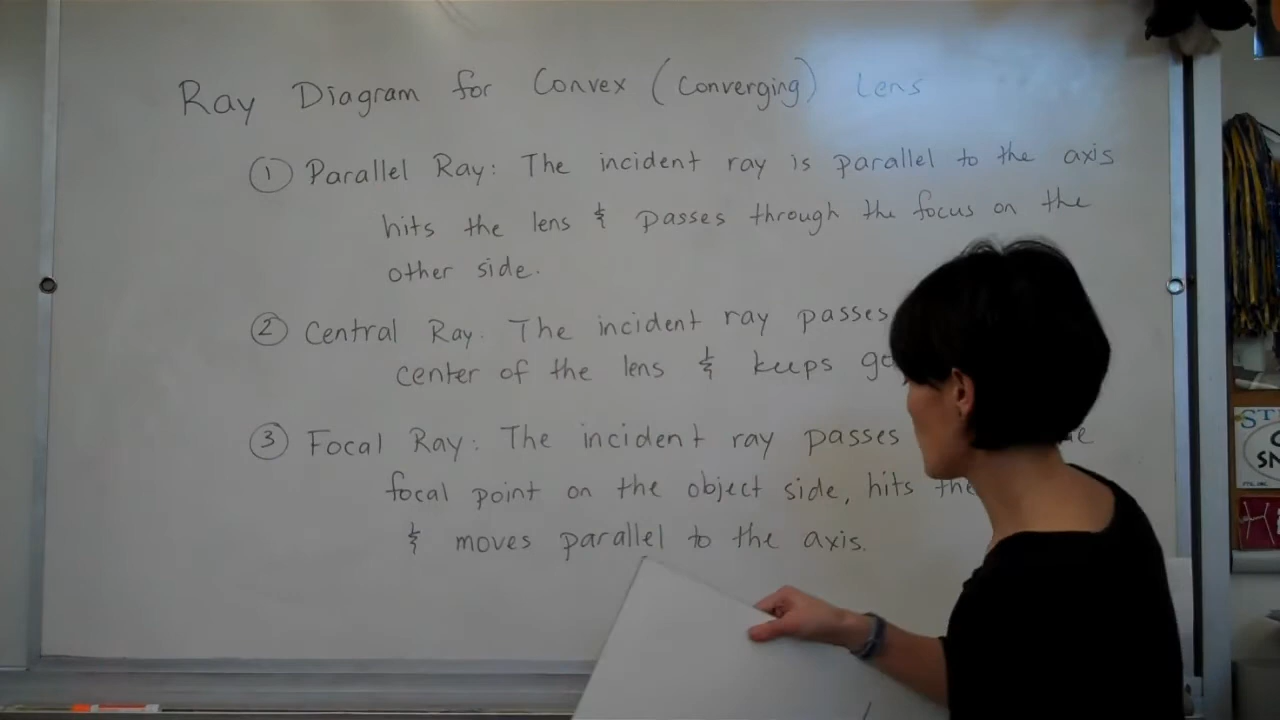 Ray Diagram for Convex (Converging) Lens
① Parallel Ray: The incident ray is parallel to the axis
hits the lens & passes through the focus on the
other side.
② Central Ray. The incident ray passes
center of the lens & keeps
③ Focal Ray: The incident ray passes
focal point on the object side, hits the
& moves parallel to the axis.
ST